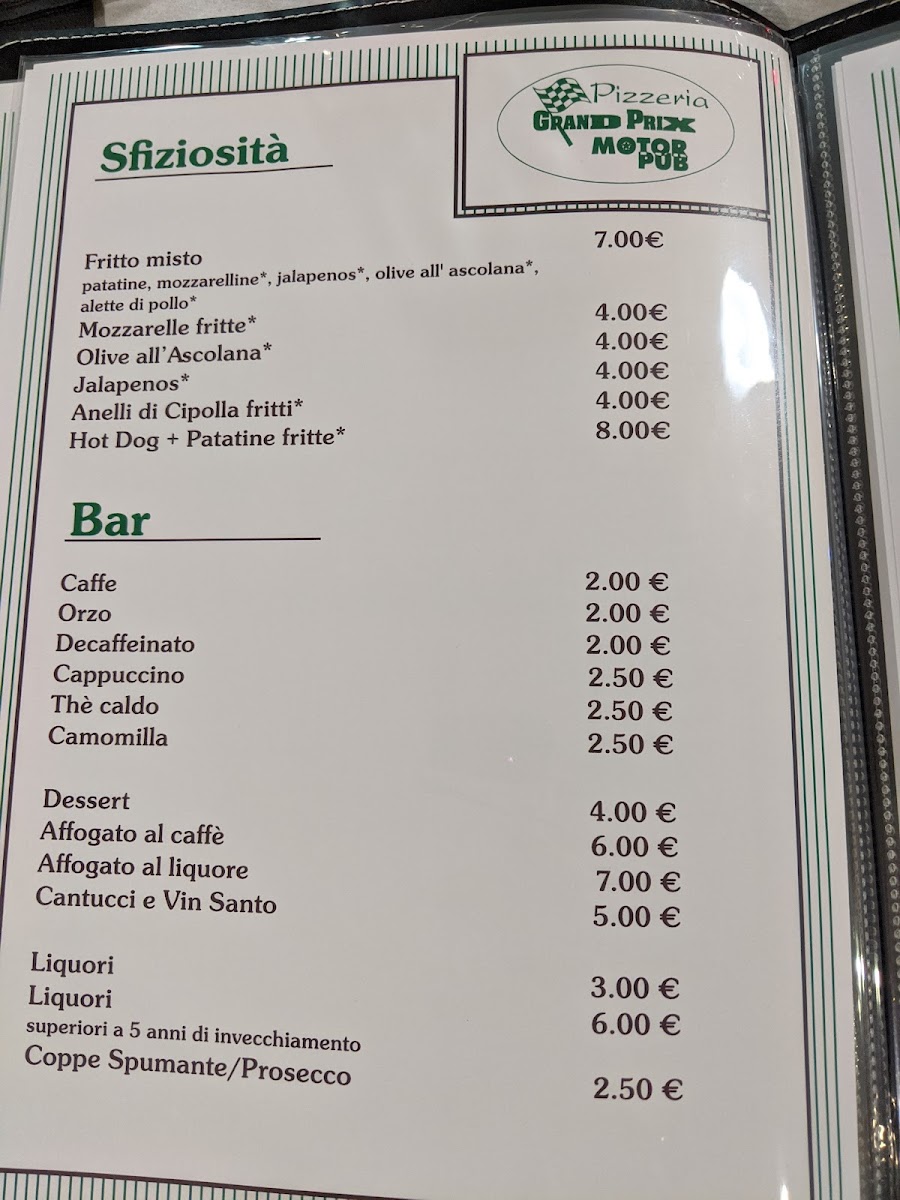 Pizzeria
GRAND PRIX
MOTOR
PUB
Sfiziosità
Fritto misto 7.00€
patatine, mozzarelline*, jalapenos*, olive all' ascolana*,
alette di pollo*
Mozzarelle fritte* 4.00€
Olive all'Ascolana* 4.00€
Jalapenos* 4.00€
Anelli di Cipolla fritti* 4.00€
Hot Dog + Patatine fritte* 8.00€
Bar
Caffe 2.00 €
Orzo 2.00 €
Decaffeinato 2.00 €
Cappuccino 2.50 €
Thè caldo 2.50 €
Camomilla 2.50 €
Dessert 4.00 €
Affogato al caffè 6.00 €
Affogato al liquore 7.00 €
Cantucci e Vin Santo 5.00 €
Liquori 3.00 €
Liquori 6.00 €
superiori a 5 anni di invecchiamento
Coppe Spumante/Prosecco 2.50 €